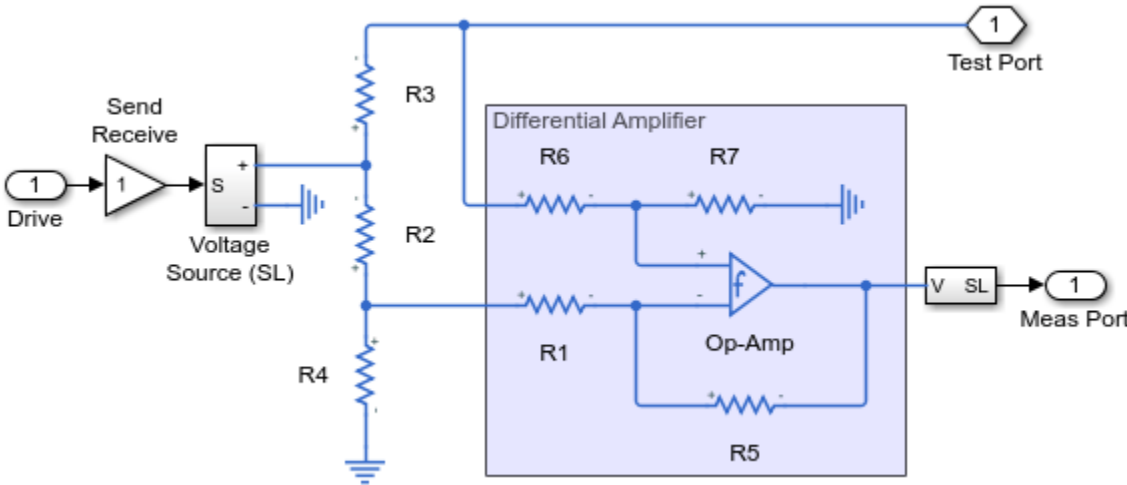 1
Test Port
R3
Send
Receive
Differential Amplifier
R6
R7
1
Drive
1
S
+
-
Voltage
Source (SL)
R2
+
-
f
Op-Amp
R1
V SL
1
Meas Port
R4
R5